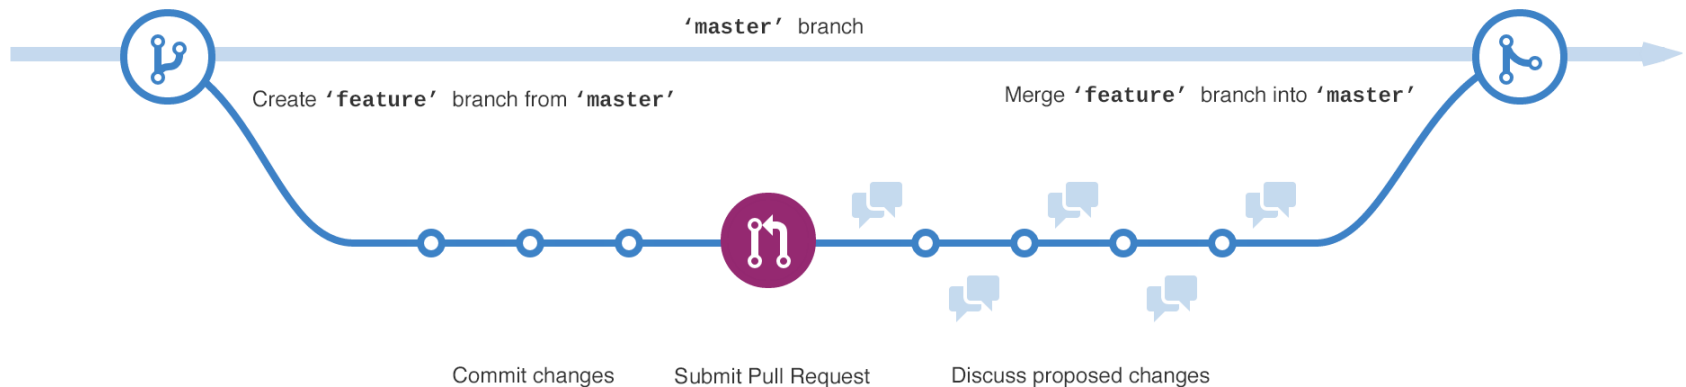 ‘master’ branch
Create ‘feature’ branch from ‘master’
Merge ‘feature’ branch into ‘master’
Commit changes
Submit Pull Request
Discuss proposed changes